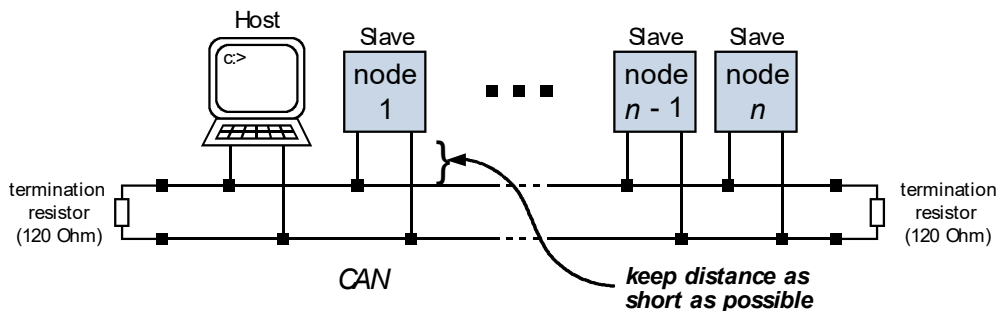 Host
c:>
Slave
node
1
Slave
node
n - 1
Slave
node
n
termination
resistor
(120 Ohm)
termination
resistor
(120 Ohm)
CAN
keep distance as
short as possible